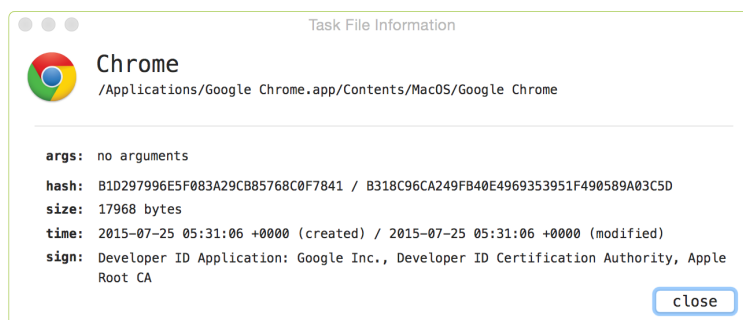 Task File Information
Chrome
/Applications/Google Chrome.app/Contents/MacOS/Google Chrome
args: no arguments
hash: B1D297996E5F083A29CB85768C0F7841 / B318C96CA249FB40E4969353951F490589A03C5D
size: 17968 bytes
time: 2015-07-25 05:31:06 +0000 (created) / 2015-07-25 05:31:06 +0000 (modified)
sign: Developer ID Application: Google Inc., Developer ID Certification Authority, Apple
Root CA
close